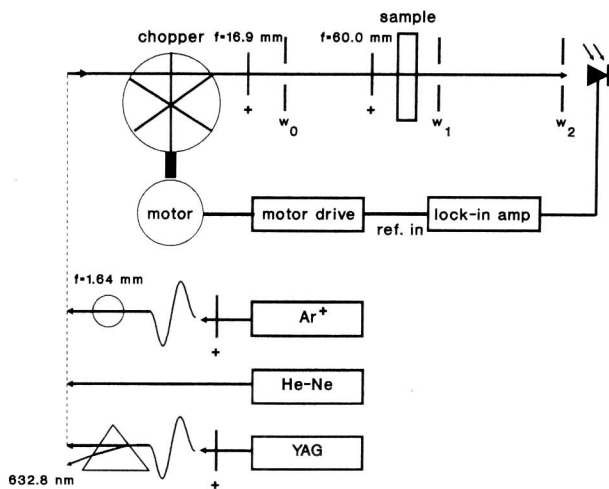 sample
chopper
f=16.9 mm
f=60.0 mm
+
w0
+
w1
w2
motor
motor drive
ref. in
lock-in amp
f=1.64 mm
Ar+
+
He-Ne
YAG
+
632.8 nm